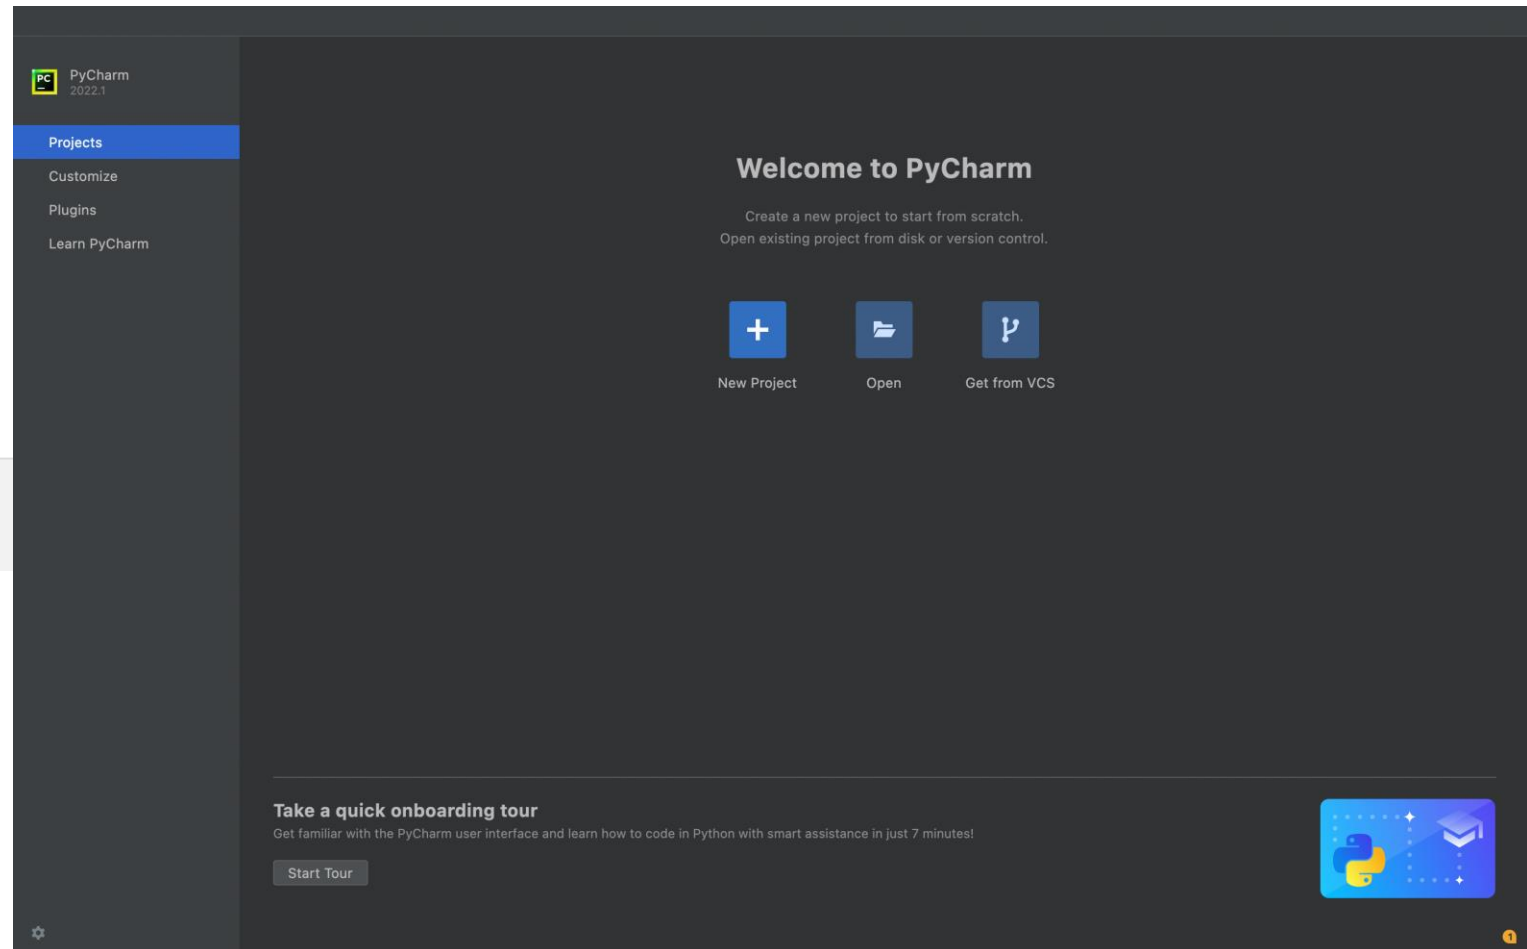 PC
PyCharm
2022.1
Projects
Customize
Plugins
Learn PyCharm
Welcome to PyCharm
Create a new project to start from scratch.
Open existing project from disk or version control.
New Project
Open
Get from VCS
Take a quick onboarding tour
Get familiar with the PyCharm user interface and learn how to code in Python with smart assistance in just 7 minutes!
Start Tour
1